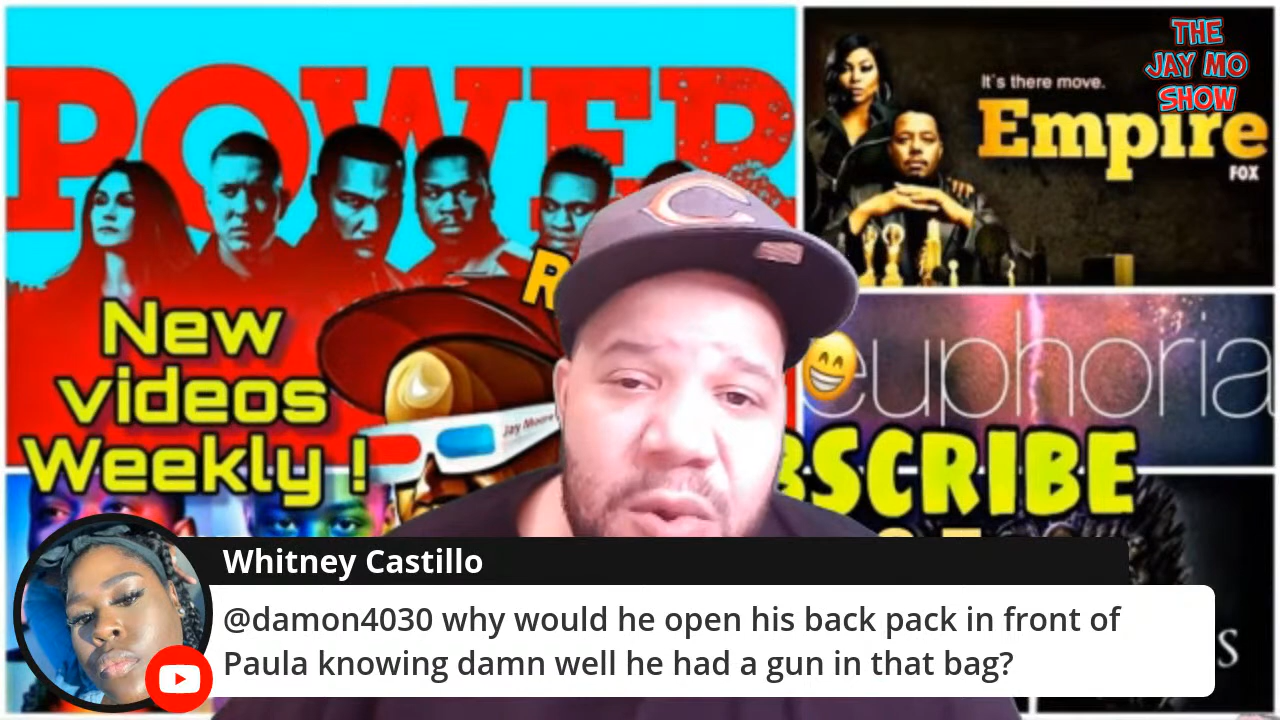 POWER
THE
JAY MO
SHOW
It`s there move.
Empire
FOX
R
New
videos
Weekly !
Jay Moore
euphoria
BSCRIBE
Whitney Castillo
@damon4030 why would he open his back pack in front of
Paula knowing damn well he had a gun in that bag?
S